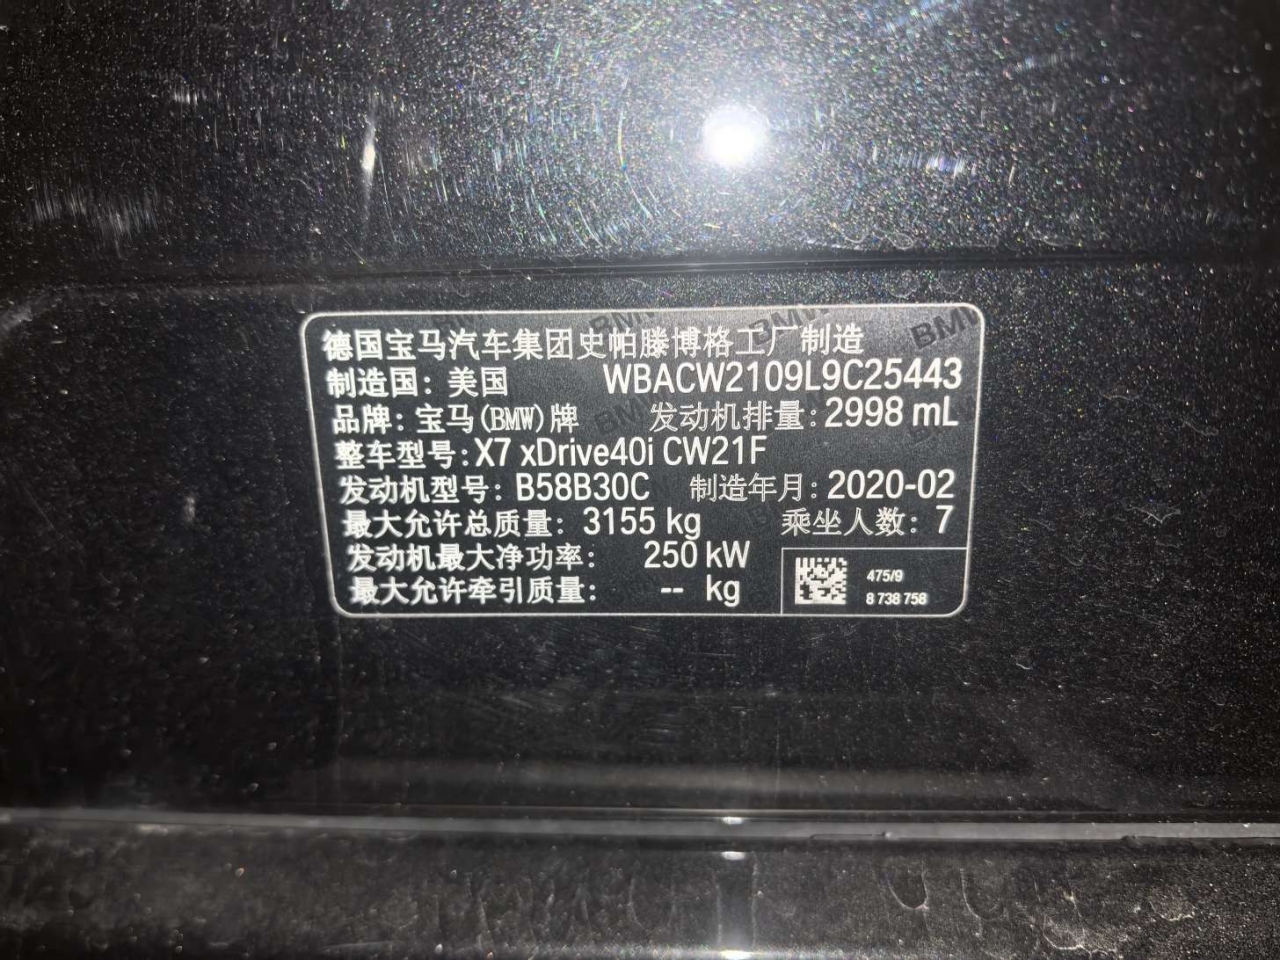 德国宝马汽车集团史帕滕博格工厂制造
制造国：美国 WBACW2109L9C25443
品牌：宝马(BMW)牌 发动机排量：2998 mL
整车型号：X7 xDrive40i CW21F
发动机型号：B58B30C 制造年月：2020-02
最大允许总质量：3155 kg 乘坐人数：7
发动机最大净功率：250 kW
最大允许牵引质量：-- kg
475/9
8 738 758